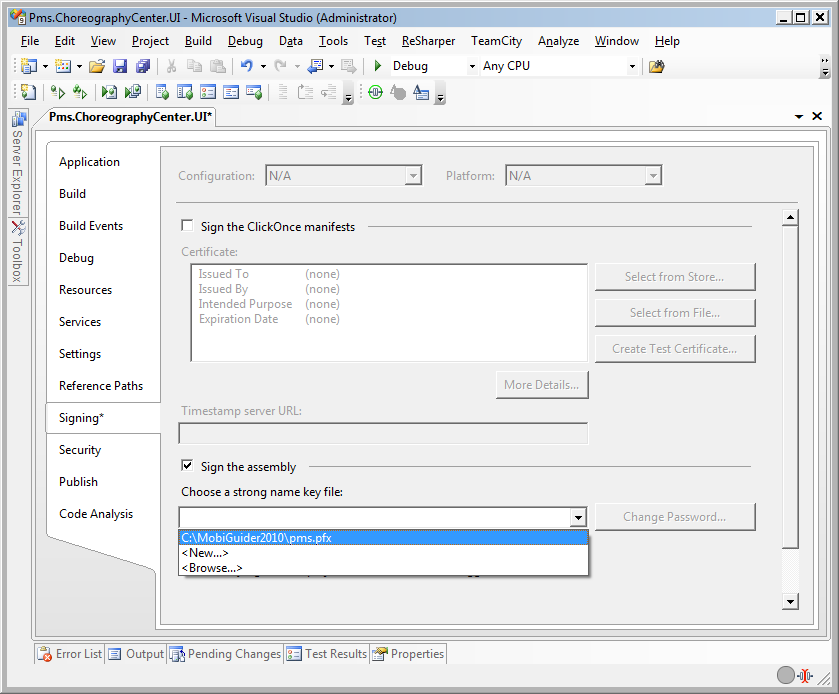 Pms.ChoreographyCenter.UI - Microsoft Visual Studio (Administrator)
File Edit View Project Build Debug Data Tools Test ReSharper TeamCity Analyze Window Help
Debug Any CPU
Pms.ChoreographyCenter.UI*
Server Explorer
Toolbox
Application
Build
Build Events
Debug
Resources
Services
Settings
Reference Paths
Signing*
Security
Publish
Code Analysis
Configuration: N/A Platform: N/A
Sign the ClickOnce manifests
Certificate:
Issued To (none)
Issued By (none)
Intended Purpose (none)
Expiration Date (none)
Select from Store...
Select from File...
Create Test Certificate...
More Details...
Timestamp server URL:
Sign the assembly
Choose a strong name key file:
Change Password...
C:\MobiGuider2010\pms.pfx
<New...>
<Browse...>
Error List Output Pending Changes Test Results Properties